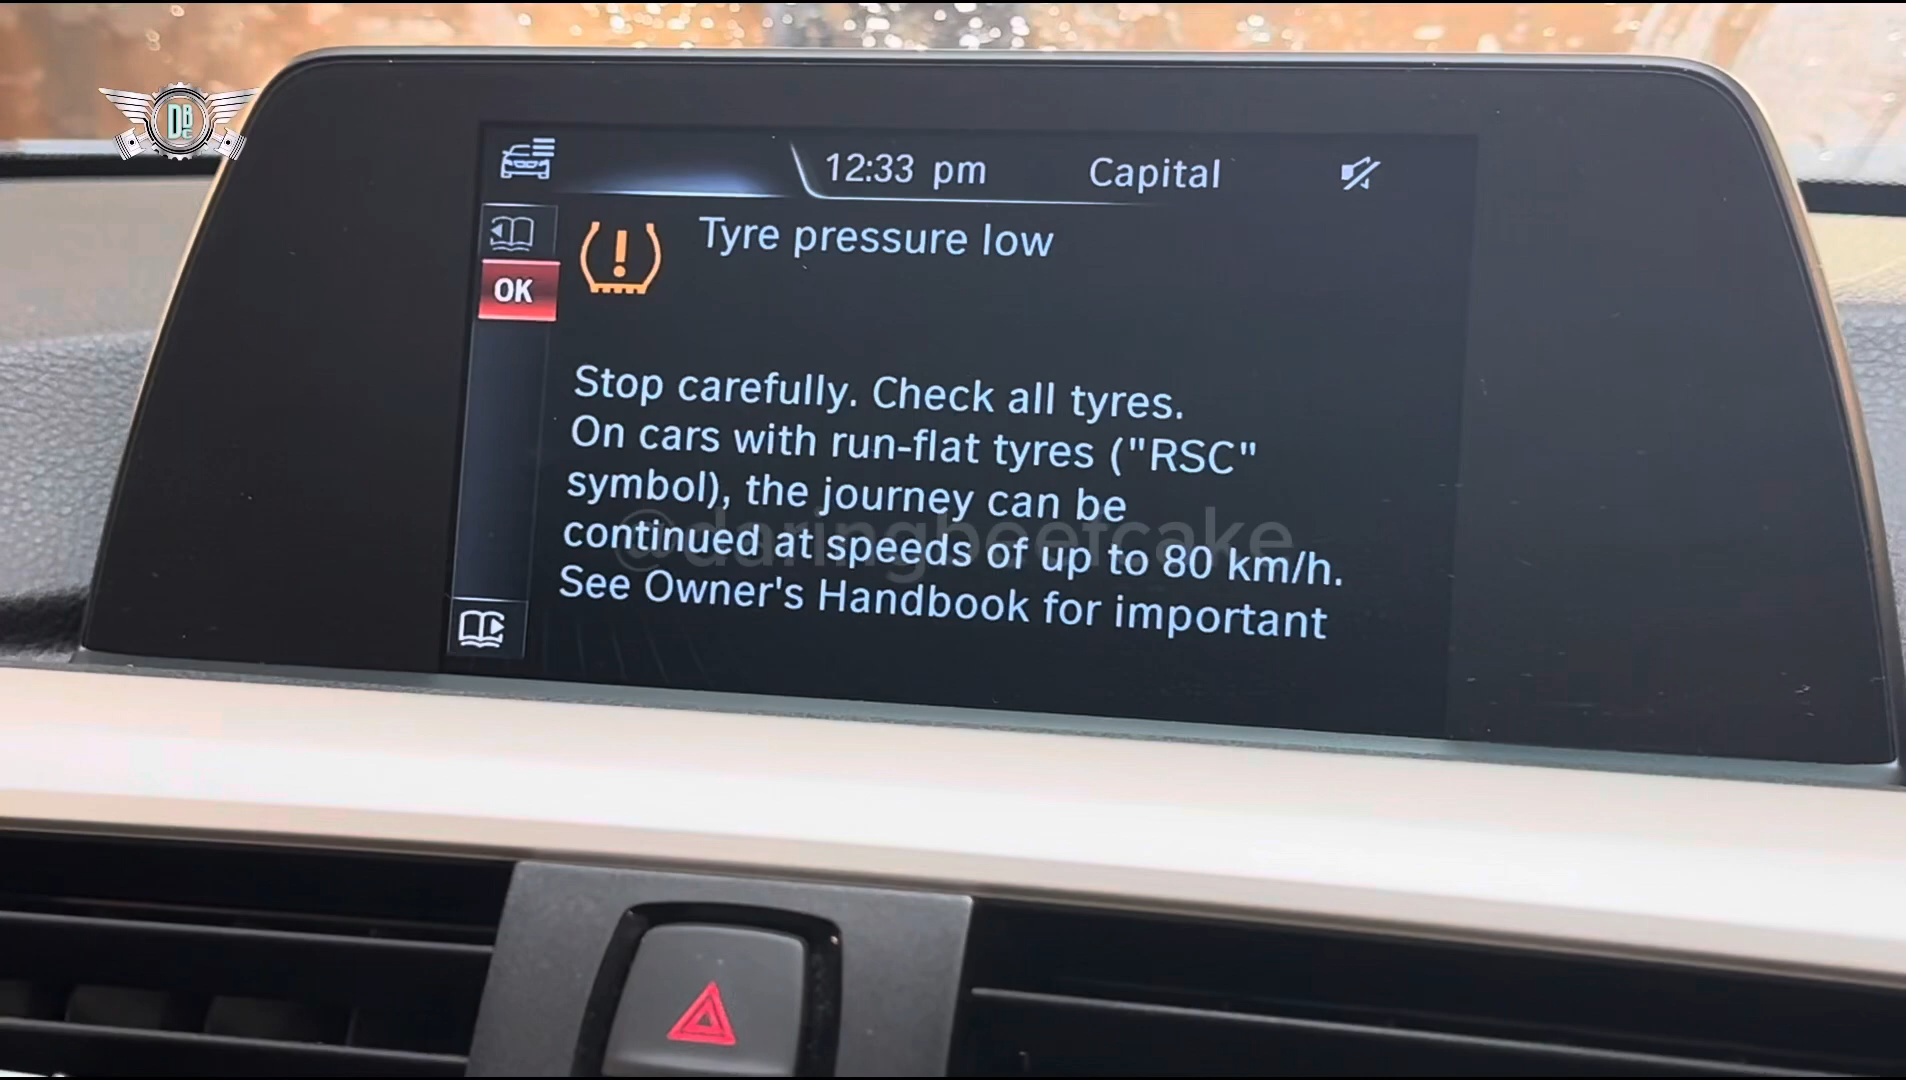 DBC
12:33 pm Capital
Tyre pressure low
OK
Stop carefully. Check all tyres.
On cars with run-flat tyres ("RSC"
symbol), the journey can be
continued at speeds of up to 80 km/h.
See Owner's Handbook for important
@daringbeefcake